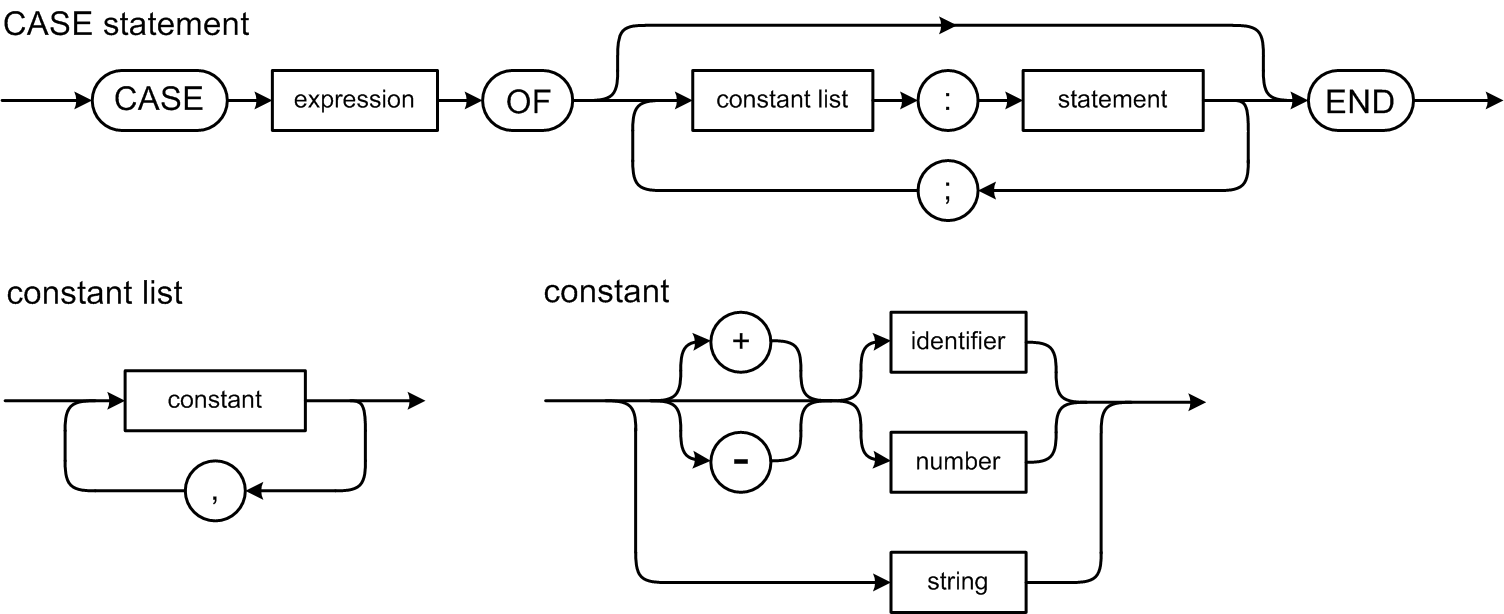 CASE statement
CASE expression OF constant list : statement END
;
constant list
constant
,
constant
+ identifier
- number
string